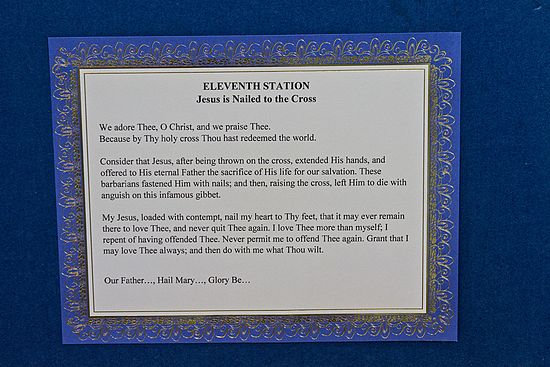 ELEVENTH STATION
Jesus is Nailed to the Cross
We adore Thee, O Christ, and we praise Thee.
Because by Thy holy cross Thou hast redeemed the world.
Consider that Jesus, after being thrown on the cross, extended His hands, and
offered to His eternal Father the sacrifice of His life for our salvation. These
barbarians fastened Him with nails; and then, raising the cross, left Him to die with
anguish on this infamous gibbet.
My Jesus, loaded with contempt, nail my heart to Thy feet, that it may ever remain
there to love Thee, and never quit Thee again. I love Thee more than myself; I
repent of having offended Thee. Never permit me to offend Thee again. Grant that I
may love Thee always; and then do with me what Thou wilt.
Our Father…, Hail Mary…, Glory Be…